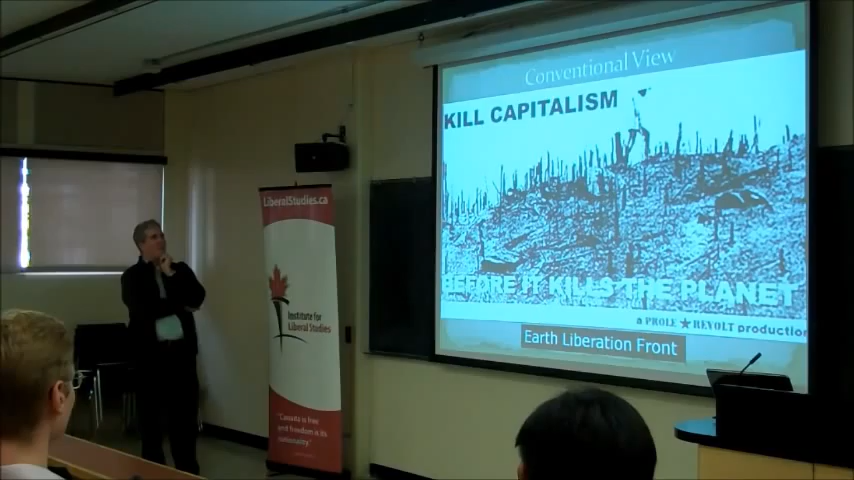 Conventional View
KILL CAPITALISM
BEFORE IT KILLS THE PLANET
a PROLE ★ REVOLT production
Earth Liberation Front
LiberalStudies.ca
Institute for
Liberal Studies
"Canada is free
and freedom is its
nationality."